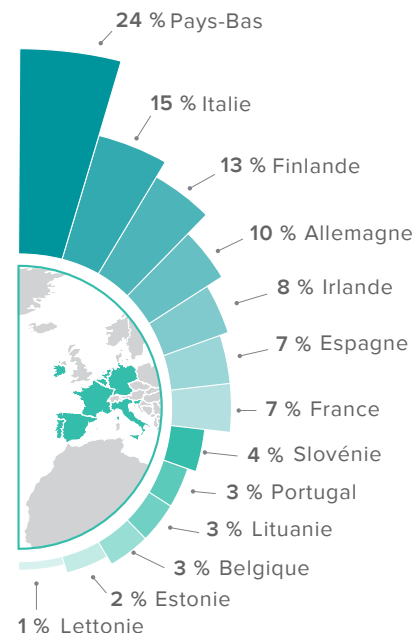 24 % Pays-Bas
15 % Italie
13 % Finlande
10 % Allemagne
8 % Irlande
7 % Espagne
7 % France
4 % Slovénie
3 % Portugal
3 % Lituanie
3 % Belgique
2 % Estonie
1 % Lettonie